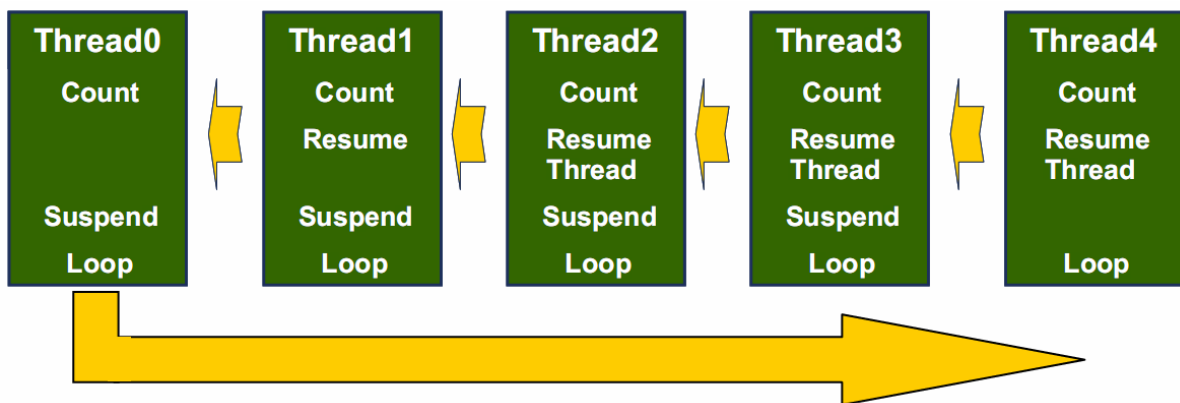 Thread0
Count
Suspend
Loop
Thread1
Count
Resume
Suspend
Loop
Thread2
Count
Resume
Thread
Suspend
Loop
Thread3
Count
Resume
Thread
Suspend
Loop
Thread4
Count
Resume
Thread
Loop